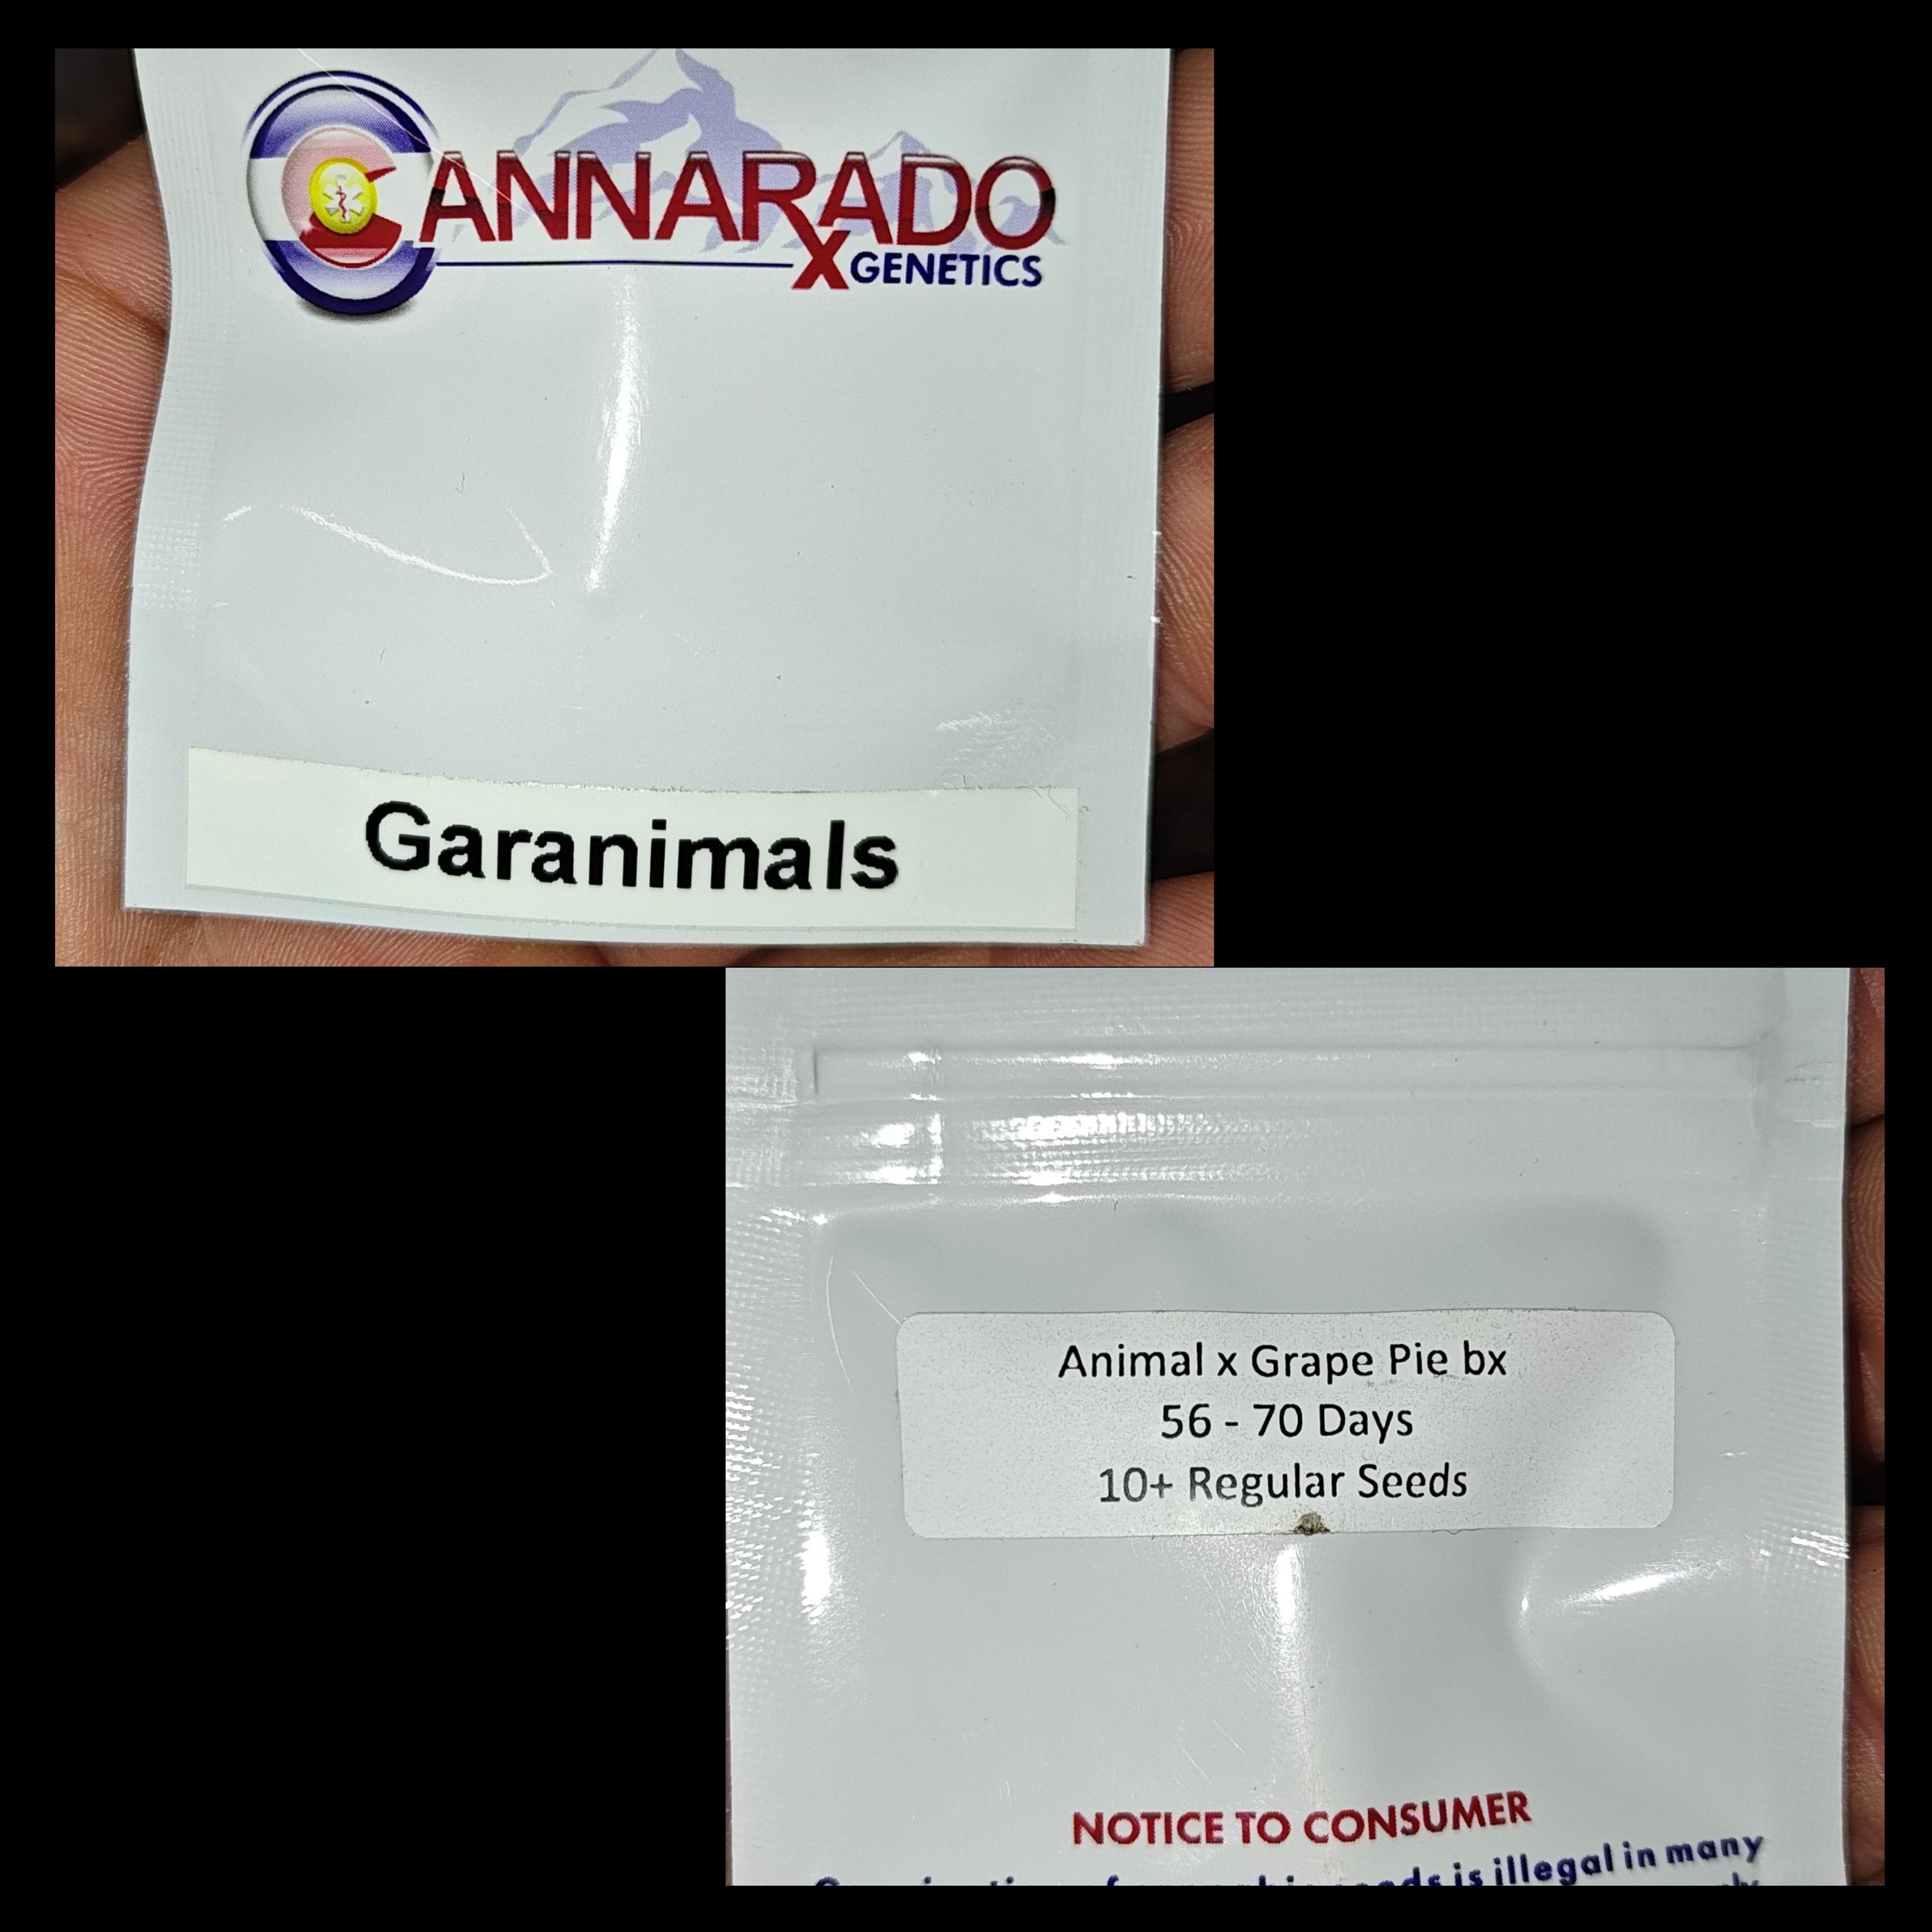 CANNARADO
GENETICS
Garanimals
Animal x Grape Pie bx
56 - 70 Days
10+ Regular Seeds
NOTICE TO CONSUMER
is illegal in many